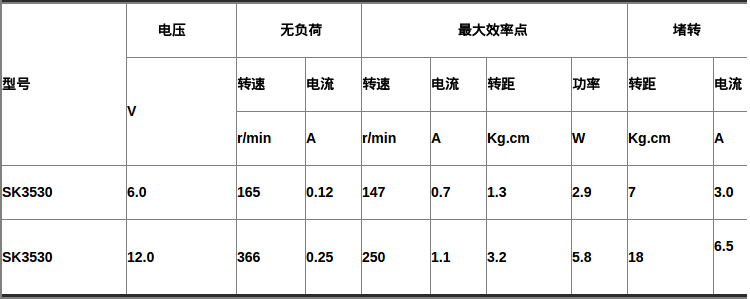 型号 电压 无负荷 最大效率点 堵转
V 转速 电流 转速 电流 转距 功率 转距 电流
r/min A r/min A Kg.cm W Kg.cm A
SK3530 6.0 165 0.12 147 0.7 1.3 2.9 7 3.0
SK3530 12.0 366 0.25 250 1.1 3.2 5.8 18 6.5